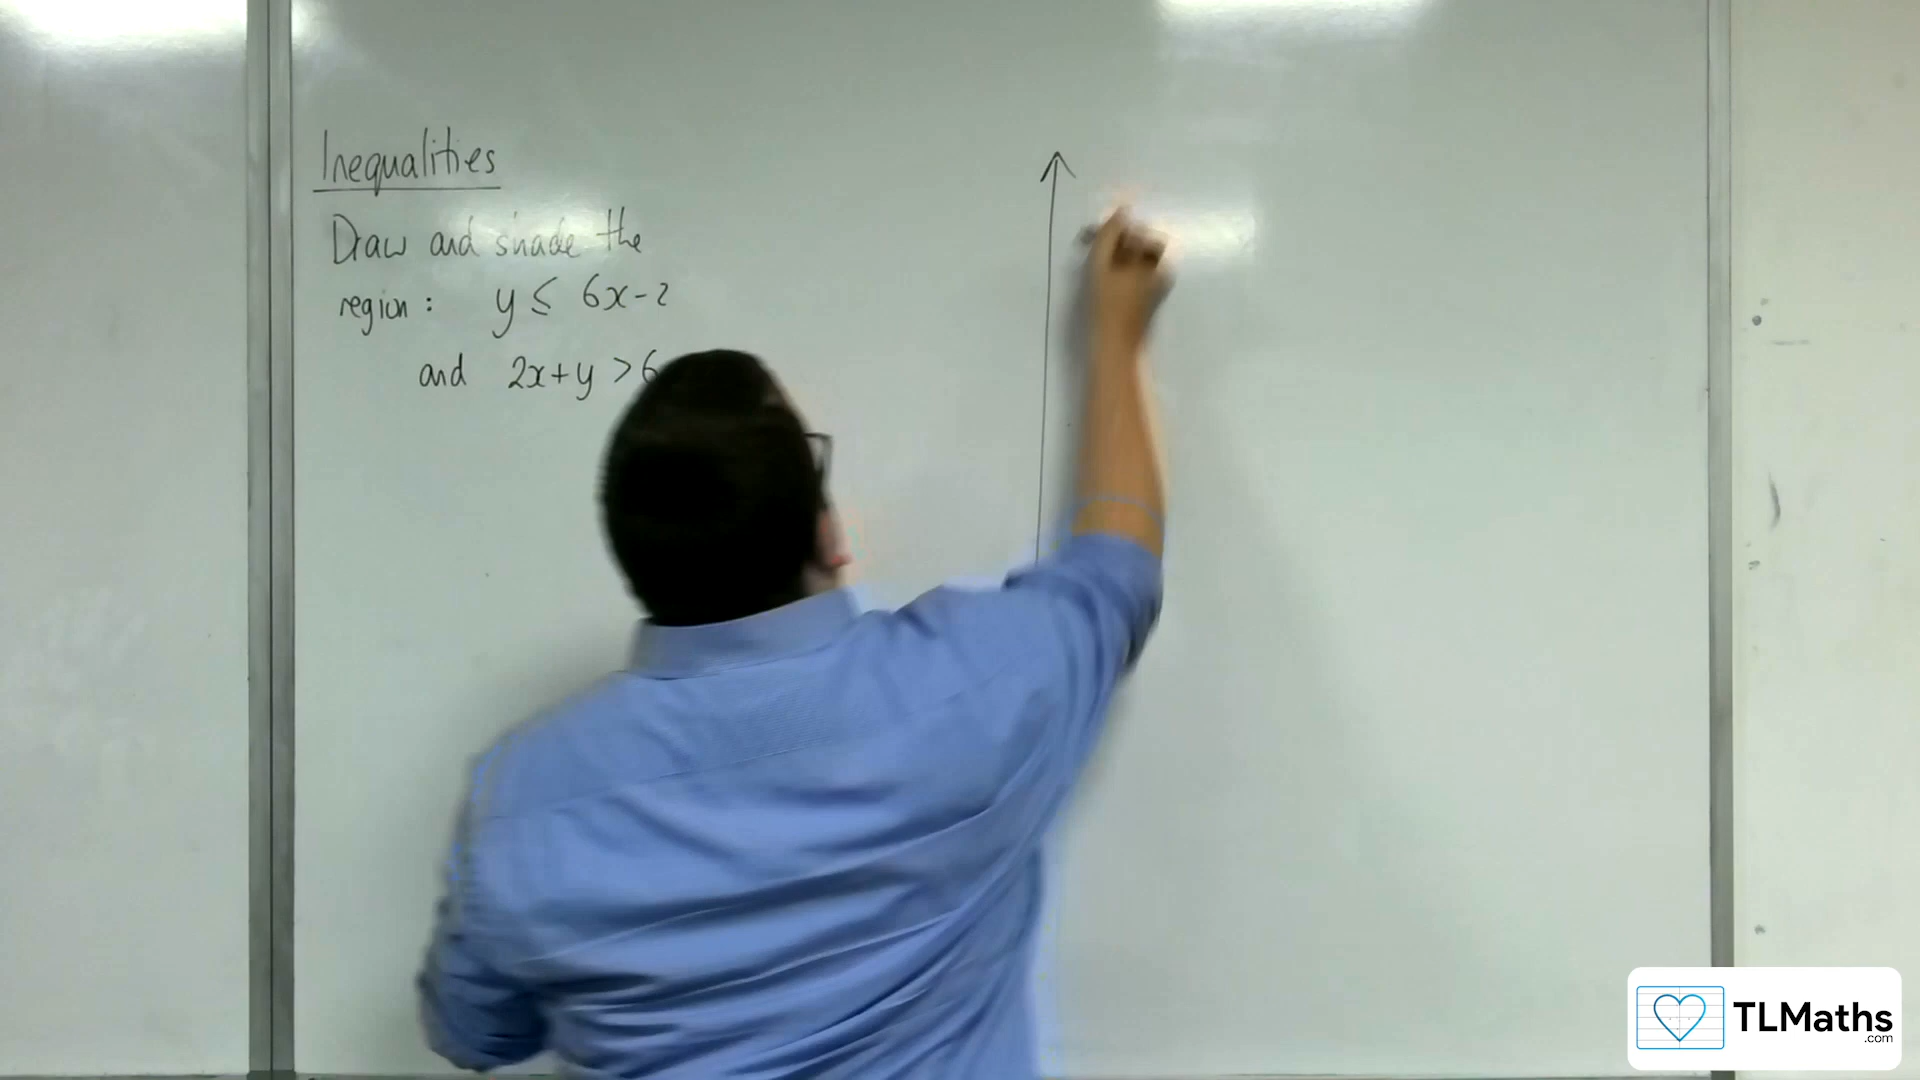 Inequalities
Draw and shade the
region : y ≤ 6x-2
and 2x+y >6
TLMaths
.com